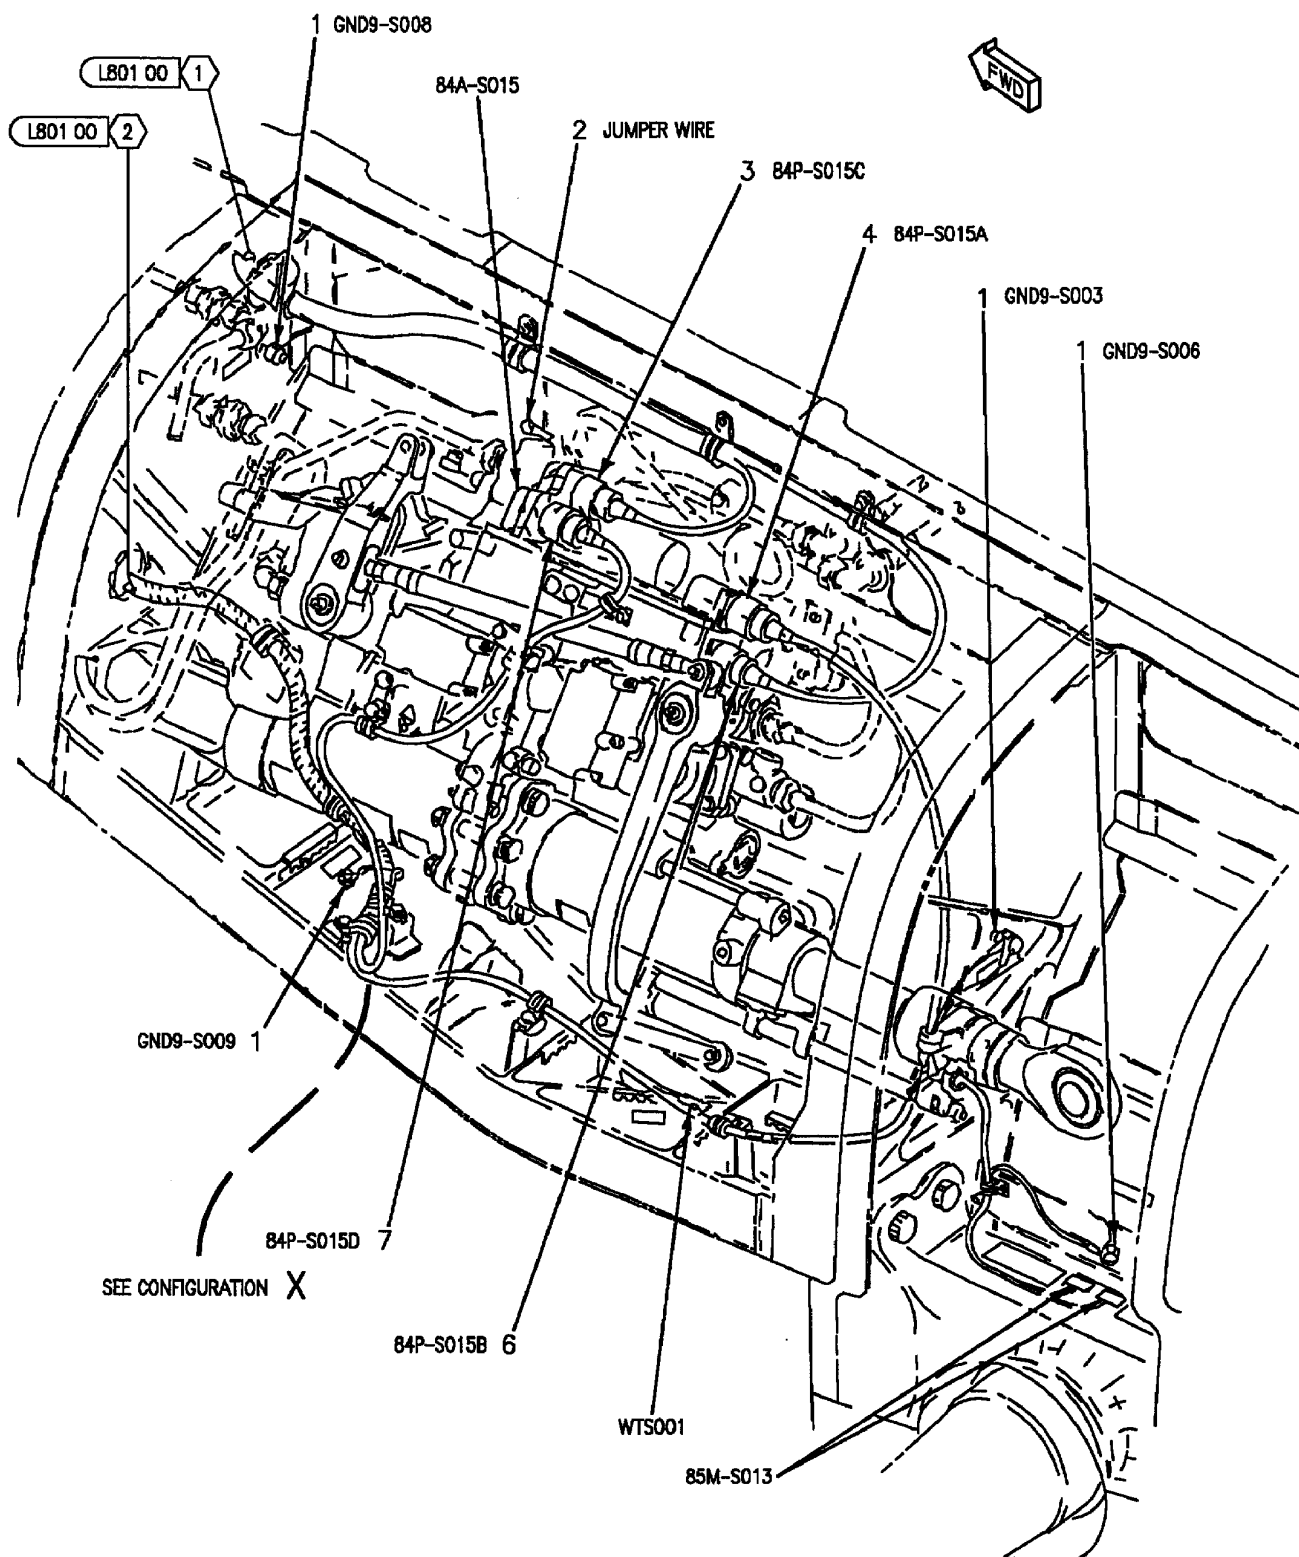 1 GND9-S008
FWD
L801 00 1
84A-S015
L801 00 2
2 JUMPER WIRE
3 84P-S015C
4 84P-S015A
1 GND9-S003
1 GND9-S006
GND9-S009 1
84P-S015D 7
SEE CONFIGURATION X
84P-S015B 6
WTS001
85M-S013